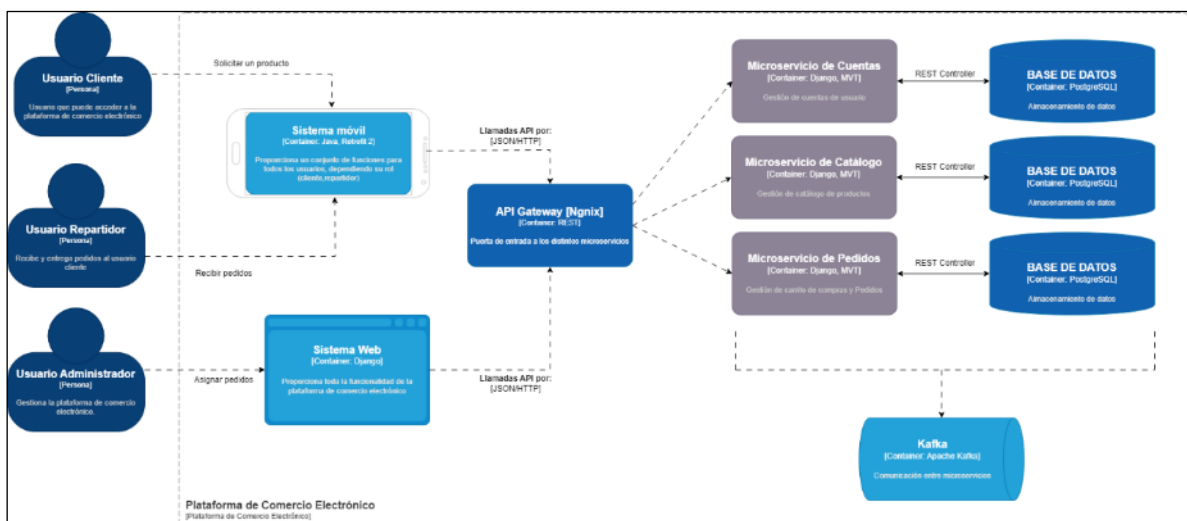 Usuario Cliente
[Persona]
Usuario que puede acceder a la
plataforma de comercio electrónico
Solicitar un producto
Sistema móvil
[Container: Java, Retrofit 2]
Proporciona un conjunto de funciones para
todos los usuarios, dependiendo su rol
(cliente,repartidor)
Usuario Repartidor
[Persona]
Recibe y entrega pedidos al usuario
cliente
Recibir pedidos
Usuario Administrador
[Persona]
Gestiona la plataforma de comercio
electrónico.
Asignar pedidos
Sistema Web
[Container: Django]
Proporciona toda la funcionalidad de la
plataforma de comercio electrónico
Llamadas API por:
[JSON/HTTP]
Llamadas API por:
[JSON/HTTP]
API Gateway [Ngnix]
[Container: REST]
Puerta de entrada a los distintos microservicios
Microservicio de Cuentas
[Container: Django, MVT]
Gestión de cuentas de usuario
REST Controller
BASE DE DATOS
[Container: PostgreSQL]
Almacenamiento de datos
Microservicio de Catálogo
[Container: Django, MVT]
Gestión de catálogo de productos
REST Controller
BASE DE DATOS
[Container: PostgreSQL]
Almacenamiento de datos
Microservicio de Pedidos
[Container: Django, MVT]
Gestión de carrito de compras y Pedidos
REST Controller
BASE DE DATOS
[Container: PostgreSQL]
Almacenamiento de datos
Kafka
[Container: Apache Kafka]
Comunicación entre microservicios
Plataforma de Comercio Electrónico
[Plataforma de Comercio Electrónico]